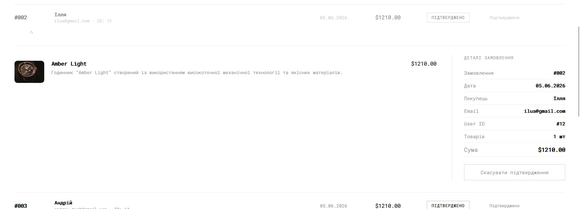 #002
Ілля
ilua@gmail.com · ID: 12
05.06.2026
$1210.00
ПІДТВЕРДЖЕНО
Підтверджено
Amber Light
$1210.00
Годинник "Amber Light" створений із використанням високоточної механічної технології та якісних матеріалів.
ДЕТАЛІ ЗАМОВЛЕННЯ
Замовлення #002
Дата 05.06.2026
Покупець Ілля
Email ilua@gmail.com
User ID #12
Товарів 1 шт
Сума $1210.00
Скасувати підтвердження
#003
Андрій
05.06.2026
$1210.00
ПІДТВЕРДЖЕНО
Підтверджено